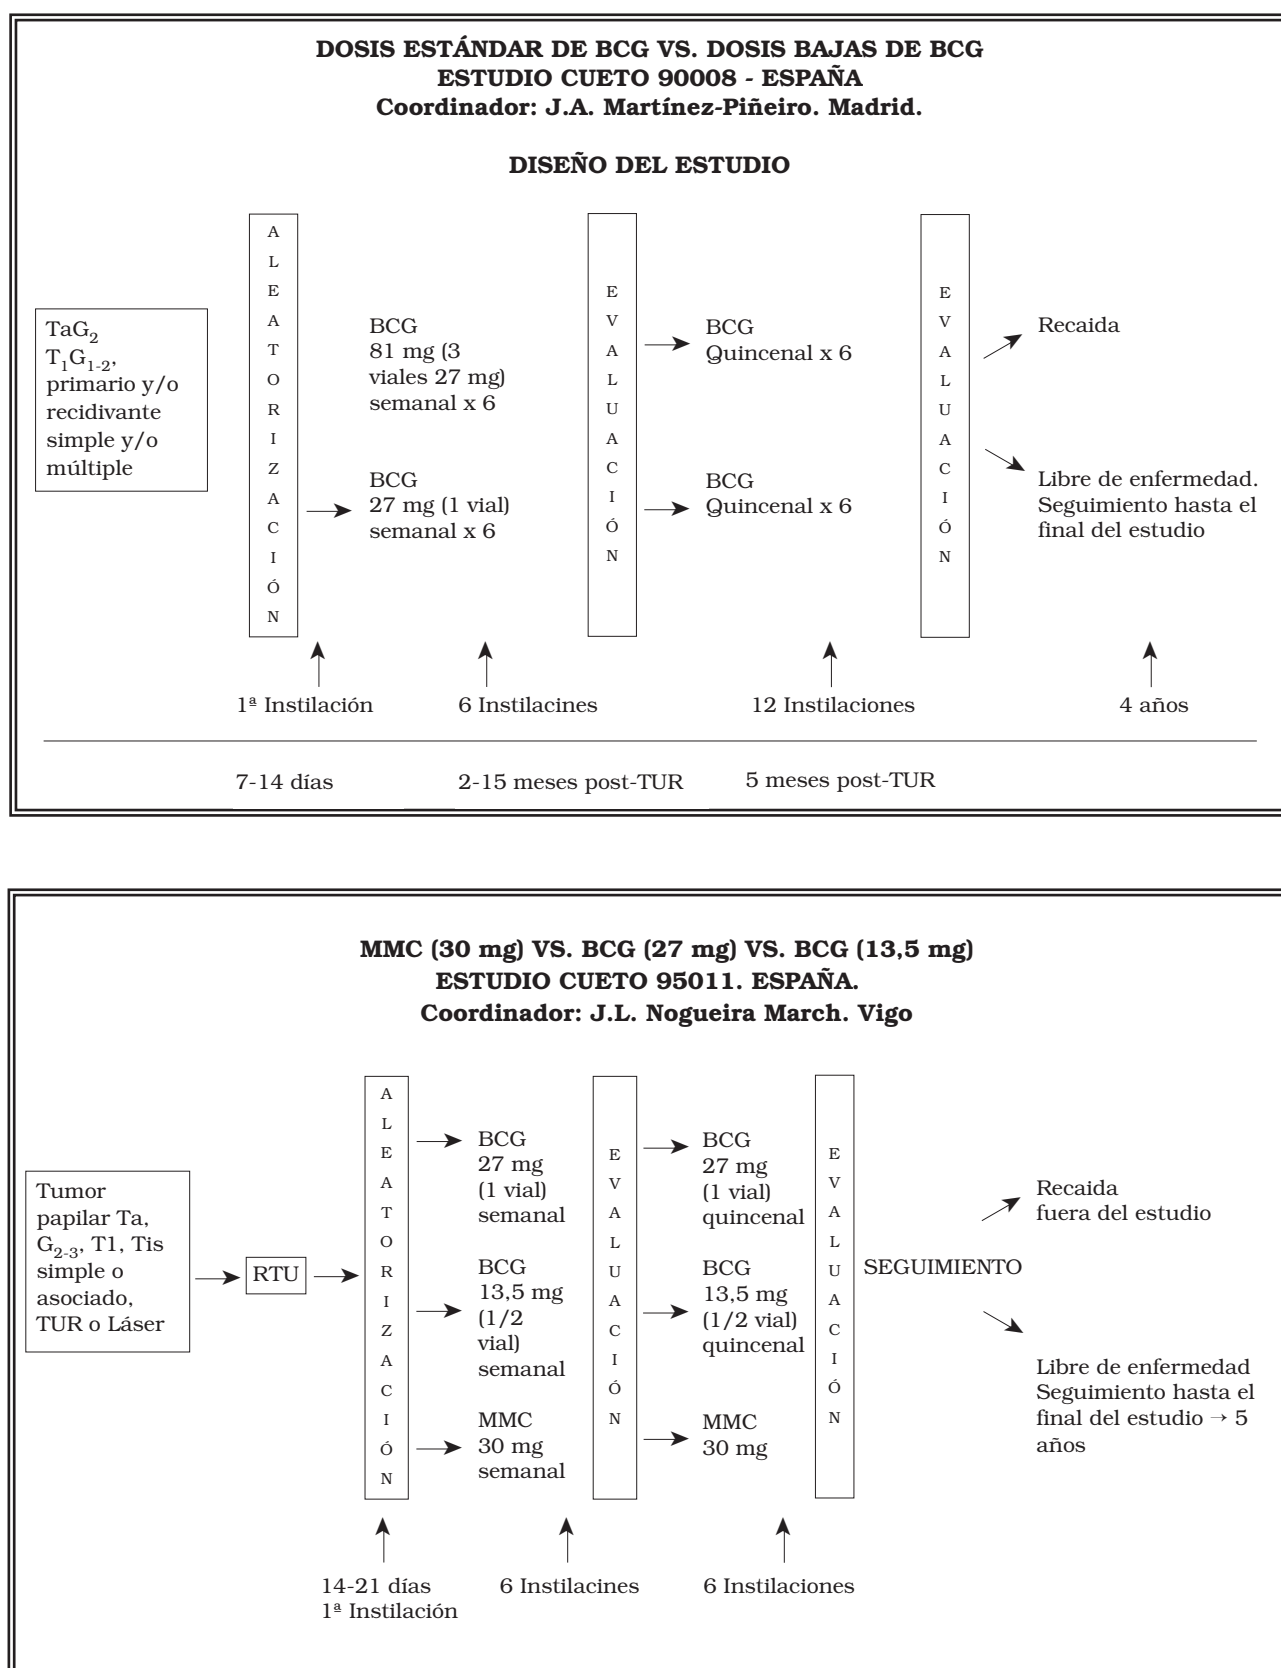 DOSIS ESTÁNDAR DE BCG VS. DOSIS BAJAS DE BCG
ESTUDIO CUETO 90008 - ESPAÑA
Coordinador: J.A. Martínez-Piñeiro. Madrid.
DISEÑO DEL ESTUDIO
TaG2
T1G1-2,
primario y/o
recidivante
simple y/o
múltiple
ALEATORIZACIÓN
BCG
81 mg (3
viales 27 mg)
semanal x 6
BCG
27 mg (1 vial)
semanal x 6
EVALUACIÓN
BCG
Quincenal x 6
BCG
Quincenal x 6
EVALUACIÓN
Recaida
Libre de enfermedad.
Seguimiento hasta el
final del estudio
1ª Instilación
6 Instilacines
12 Instilaciones
4 años
7-14 días
2-15 meses post-TUR
5 meses post-TUR
MMC (30 mg) VS. BCG (27 mg) VS. BCG (13,5 mg)
ESTUDIO CUETO 95011. ESPAÑA.
Coordinador: J.L. Nogueira March. Vigo
Tumor
papilar Ta,
G2-3, T1, Tis
simple o
asociado,
TUR o Láser
RTU
ALEATORIZACIÓN
BCG
27 mg
(1 vial)
semanal
BCG
13,5 mg
(1/2
vial)
semanal
MMC
30 mg
semanal
EVALUACIÓN
BCG
27 mg
(1 vial)
quincenal
BCG
13,5 mg
(1/2 vial)
quincenal
MMC
30 mg
EVALUACIÓN
SEGUIMIENTO
Recaida
fuera del estudio
Libre de enfermedad
Seguimiento hasta el
final del estudio → 5
años
14-21 días
1ª Instilación
6 Instilacines
6 Instilaciones